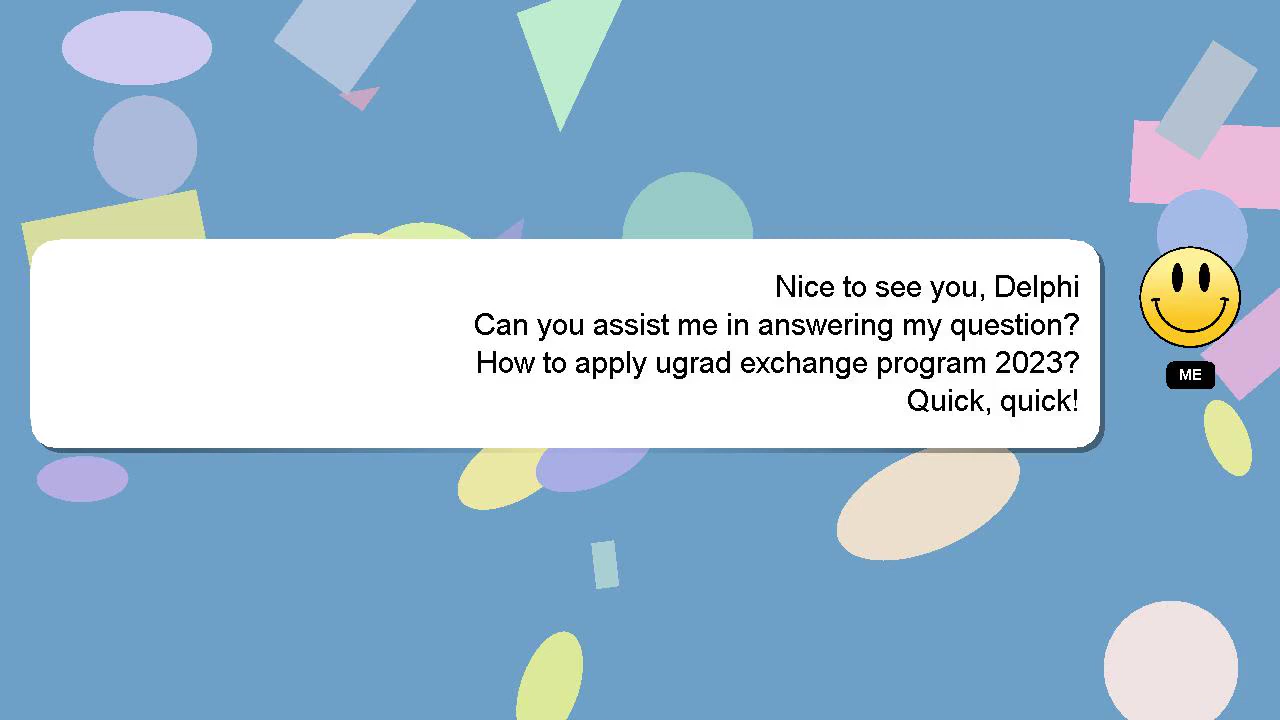 Nice to see you, Delphi
Can you assist me in answering my question?
How to apply ugrad exchange program 2023?
Quick, quick!
ME